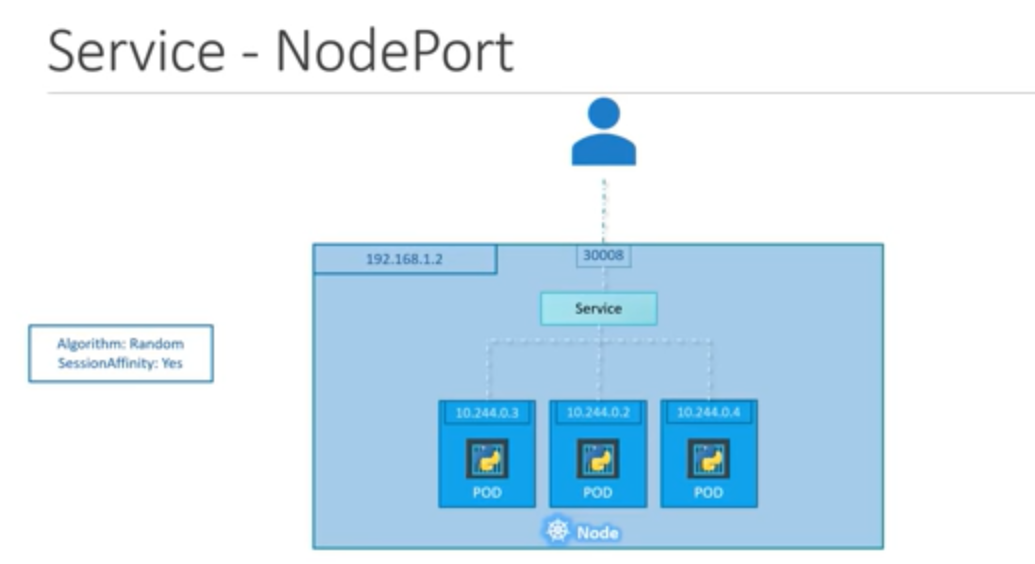 Service - NodePort
192.168.1.2
30008
Service
Algorithm: Random
SessionAffinity: Yes
10.244.0.3
10.244.0.2
10.244.0.4
POD
POD
POD
Node